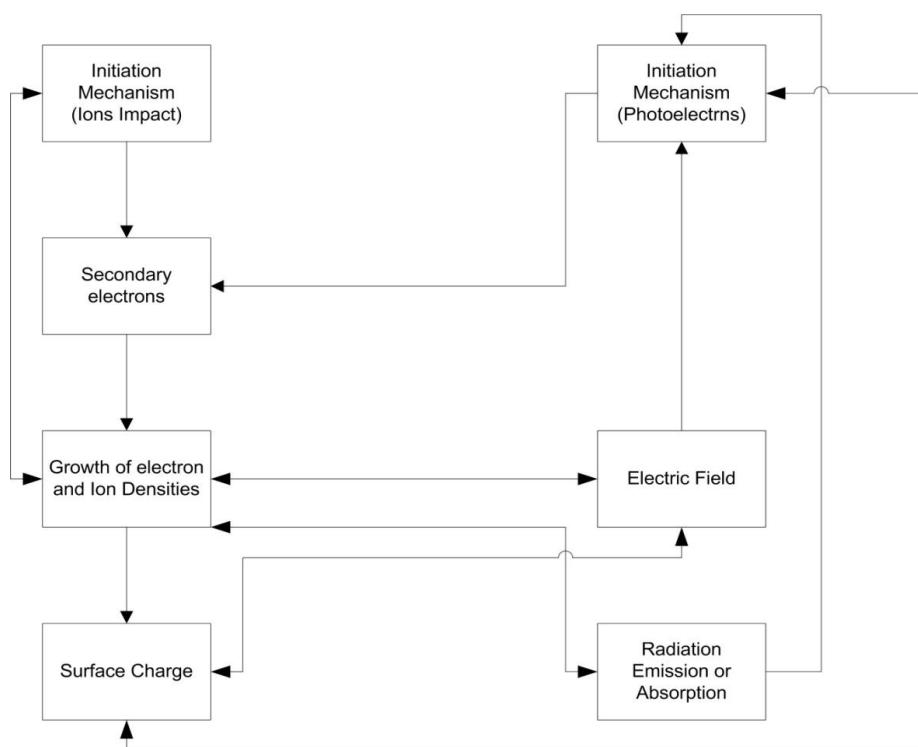 Initiation
Mechanism
(Ions Impact)
Initiation
Mechanism
(Photoelectrns)
Secondary
electrons
Growth of electron
and Ion Densities
Electric Field
Surface Charge
Radiation
Emission or
Absorption